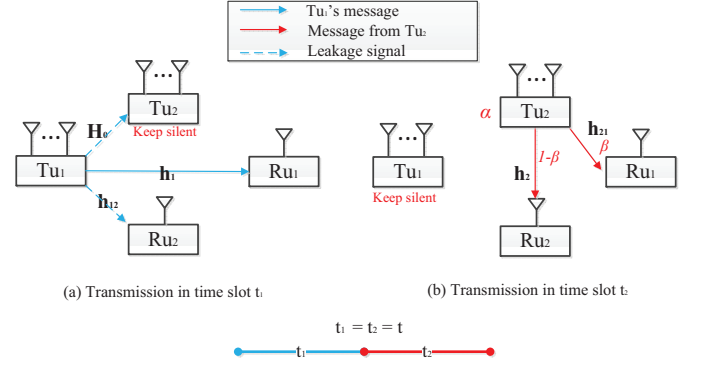 Tu₁'s message
Message from Tu₂
Leakage signal
Tu₂
Keep silent
H₀
Tu₁
h₁
Ru₁
h₁₂
Ru₂
(a) Transmission in time slot t₁
α
Tu₂
h₂₁
β
1-β
Tu₁
Keep silent
h₂
Ru₁
Ru₂
(b) Transmission in time slot t₂
t₁ = t₂ = t
t₁
t₂